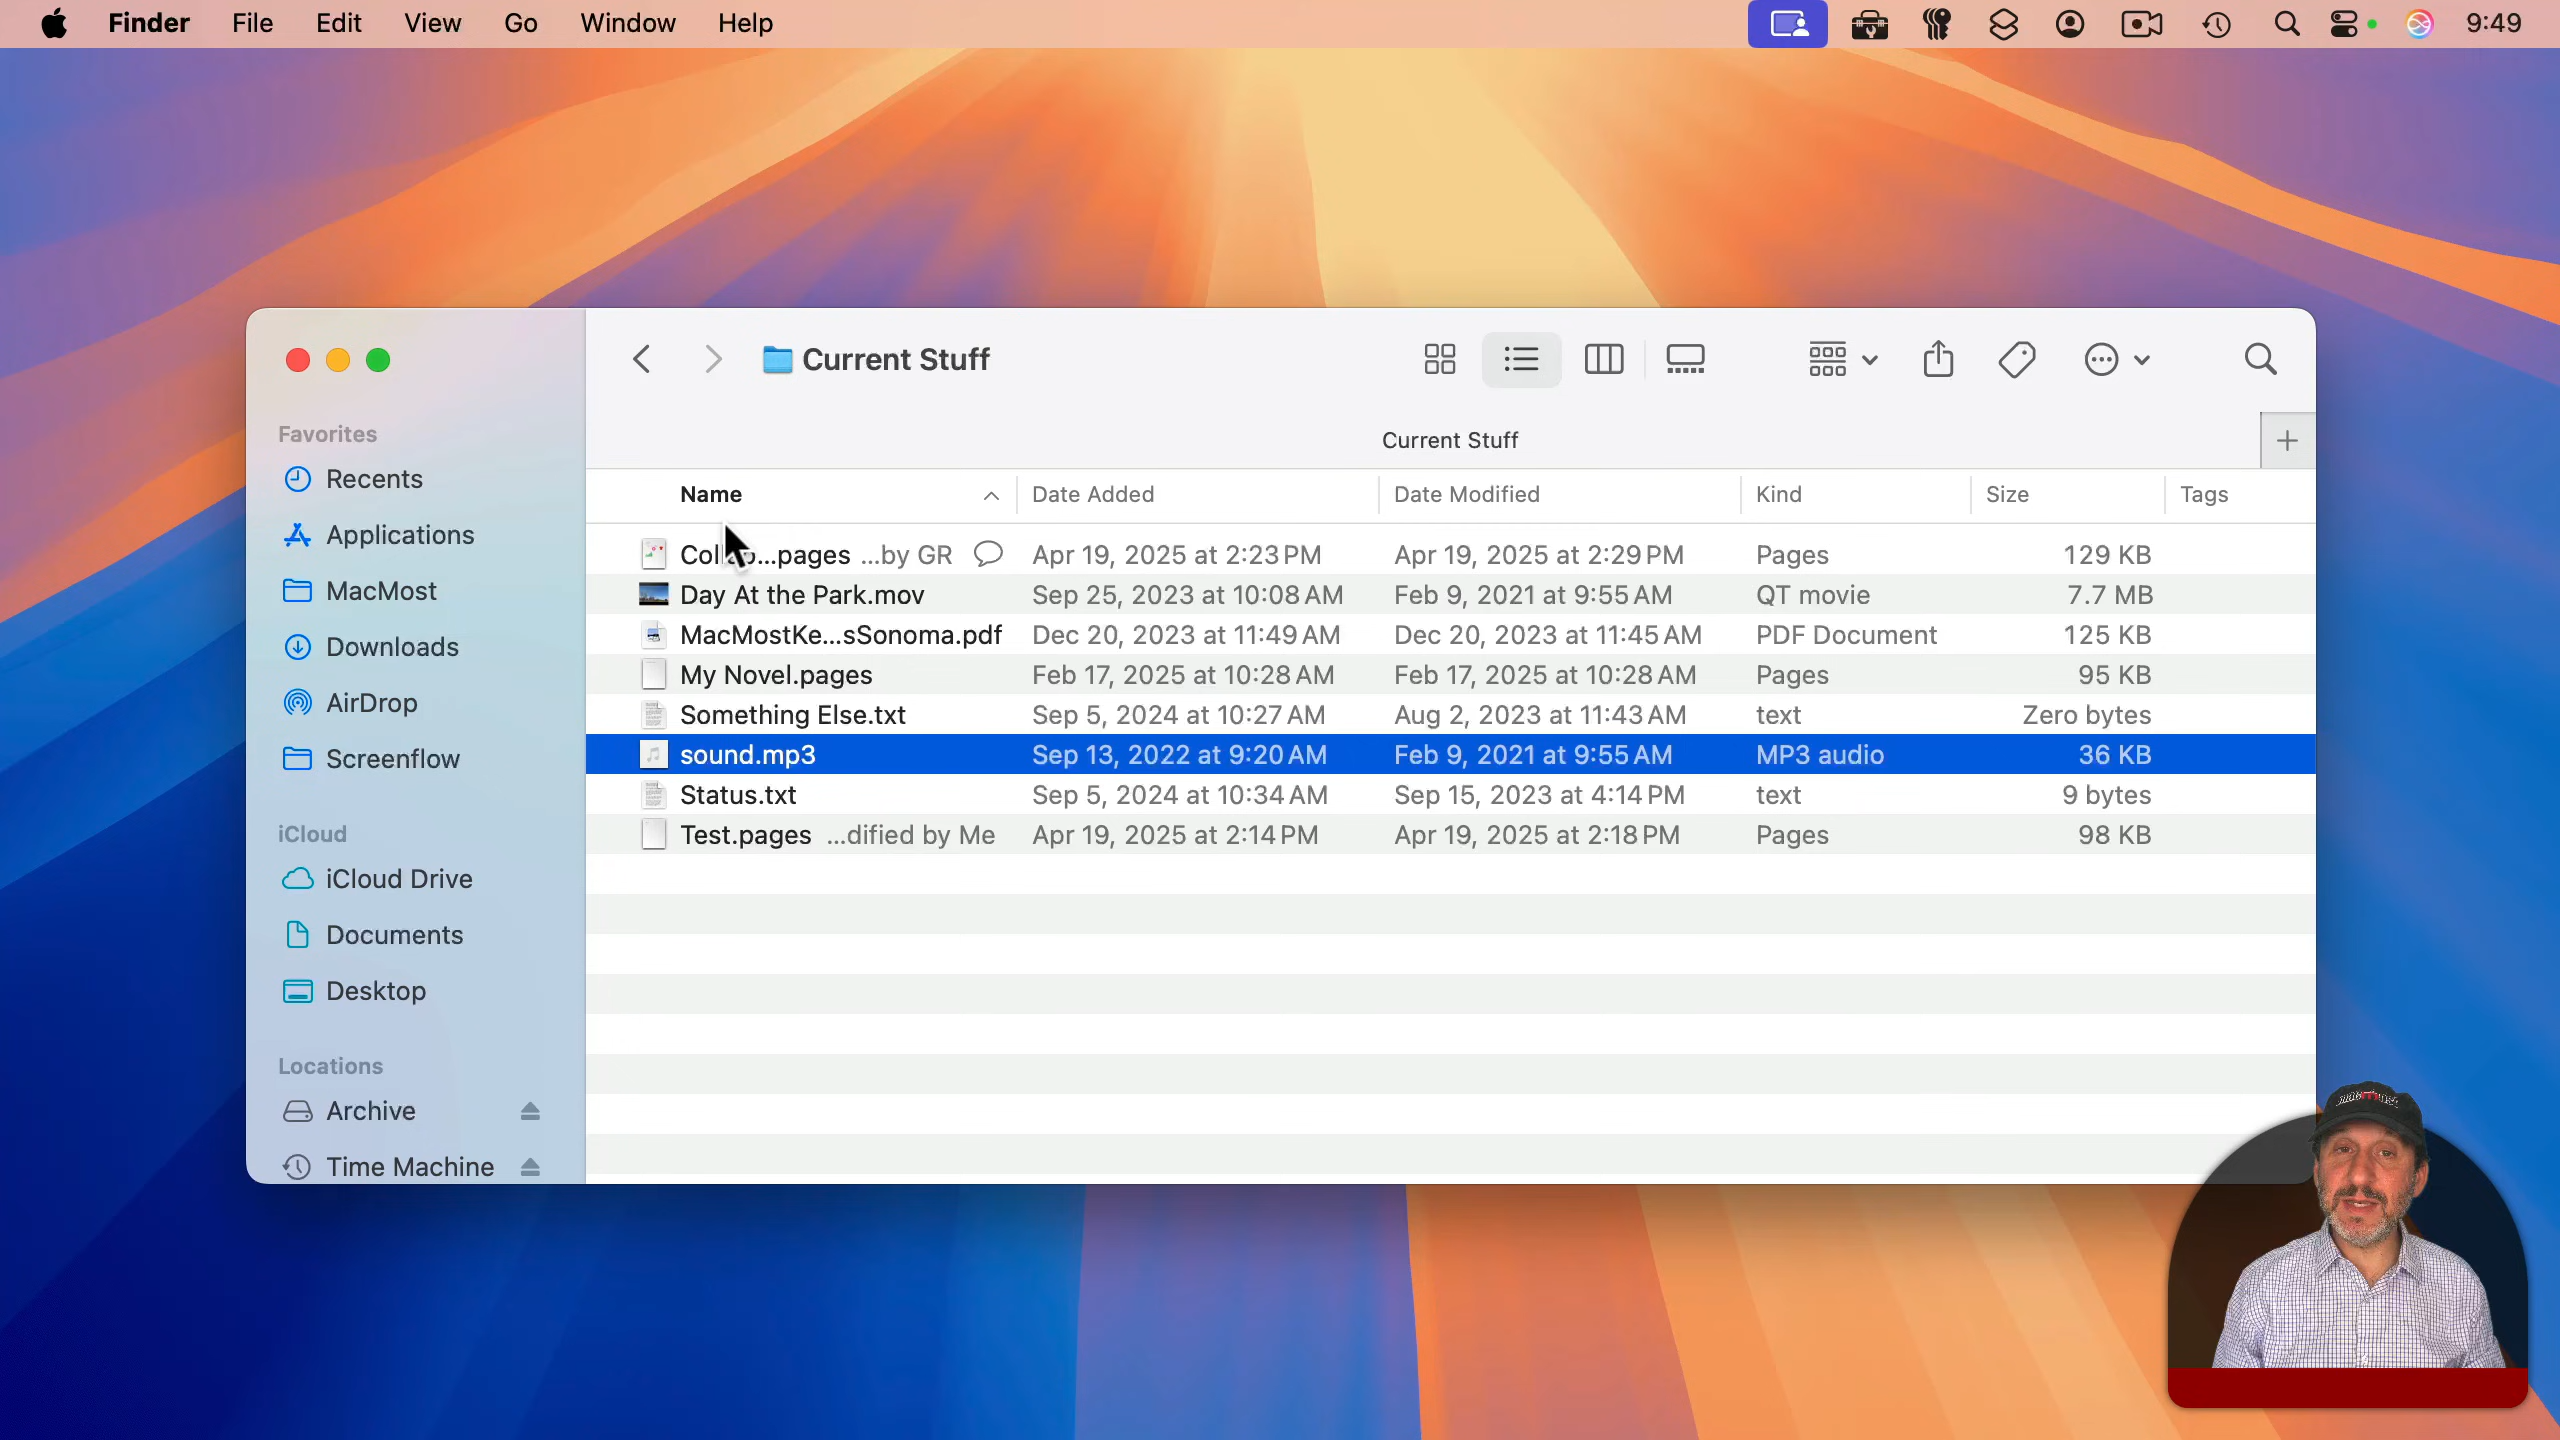 Finder File Edit View Go Window Help 9:49
Current Stuff
Current Stuff
Favorites
Recents
Applications
MacMost
Downloads
AirDrop
Screenflow
iCloud
iCloud Drive
Documents
Desktop
Locations
Archive
Time Machine
Name Date Added Date Modified Kind Size Tags
...pages ...by GR Apr 19, 2025 at 2:23 PM Apr 19, 2025 at 2:29 PM Pages 129 KB
Day At the Park.mov Sep 25, 2023 at 10:08 AM Feb 9, 2021 at 9:55 AM QT movie 7.7 MB
MacMostKe...sSonoma.pdf Dec 20, 2023 at 11:49 AM Dec 20, 2023 at 11:45 AM PDF Document 125 KB
My Novel.pages Feb 17, 2025 at 10:28 AM Feb 17, 2025 at 10:28 AM Pages 95 KB
Something Else.txt Sep 5, 2024 at 10:27 AM Aug 2, 2023 at 11:43 AM text Zero bytes
sound.mp3 Sep 13, 2022 at 9:20 AM Feb 9, 2021 at 9:55 AM MP3 audio 36 KB
Status.txt Sep 5, 2024 at 10:34 AM Sep 15, 2023 at 4:14 PM text 9 bytes
Test.pages ...dified by Me Apr 19, 2025 at 2:14 PM Apr 19, 2025 at 2:18 PM Pages 98 KB